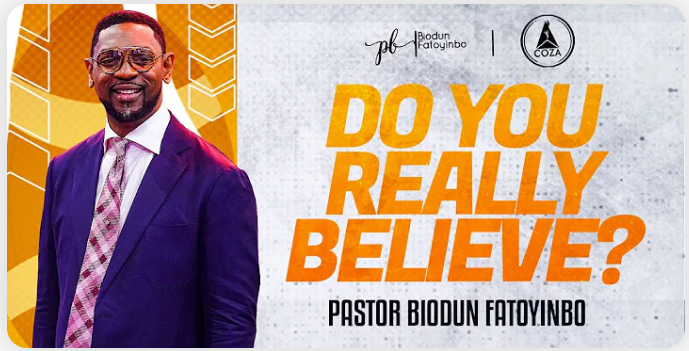 pb
Biodun
Fatoyinbo
COZA
DO YOU
REALLY
BELIEVE?
PASTOR BIODUN FATOYINBO